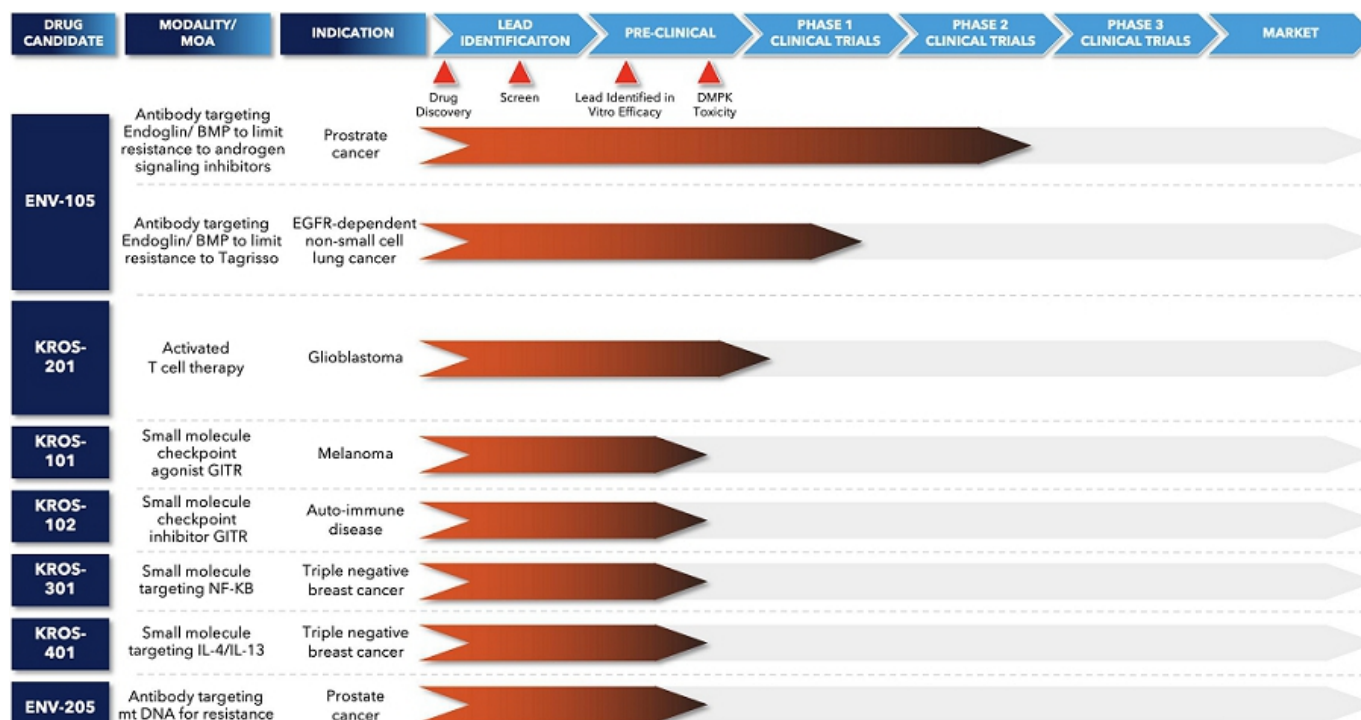 DRUG
CANDIDATE
MODALITY/
MOA
INDICATION
LEAD
IDENTIFICAITON
PRE-CLINICAL
PHASE 1
CLINICAL TRIALS
PHASE 2
CLINICAL TRIALS
PHASE 3
CLINICAL TRIALS
MARKET
Drug
Discovery
Screen
Lead Identified in
Vitro Efficacy
DMPK
Toxicity
ENV-105
Antibody targeting
Endoglin/ BMP to limit
resistance to androgen
signaling inhibitors
Prostrate
cancer
Antibody targeting
Endoglin/ BMP to limit
resistance to Tagrisso
EGFR-dependent
non-small cell
lung cancer
KROS-
201
Activated
T cell therapy
Glioblastoma
KROS-
101
Small molecule
checkpoint
agonist GITR
Melanoma
KROS-
102
Small molecule
checkpoint
inhibitor GITR
Auto-immune
disease
KROS-
301
Small molecule
targeting NF-KB
Triple negative
breast cancer
KROS-
401
Small molecule
targeting IL-4/IL-13
Triple negative
breast cancer
ENV-205
Antibody targeting
mt DNA for resistance
Prostate
cancer